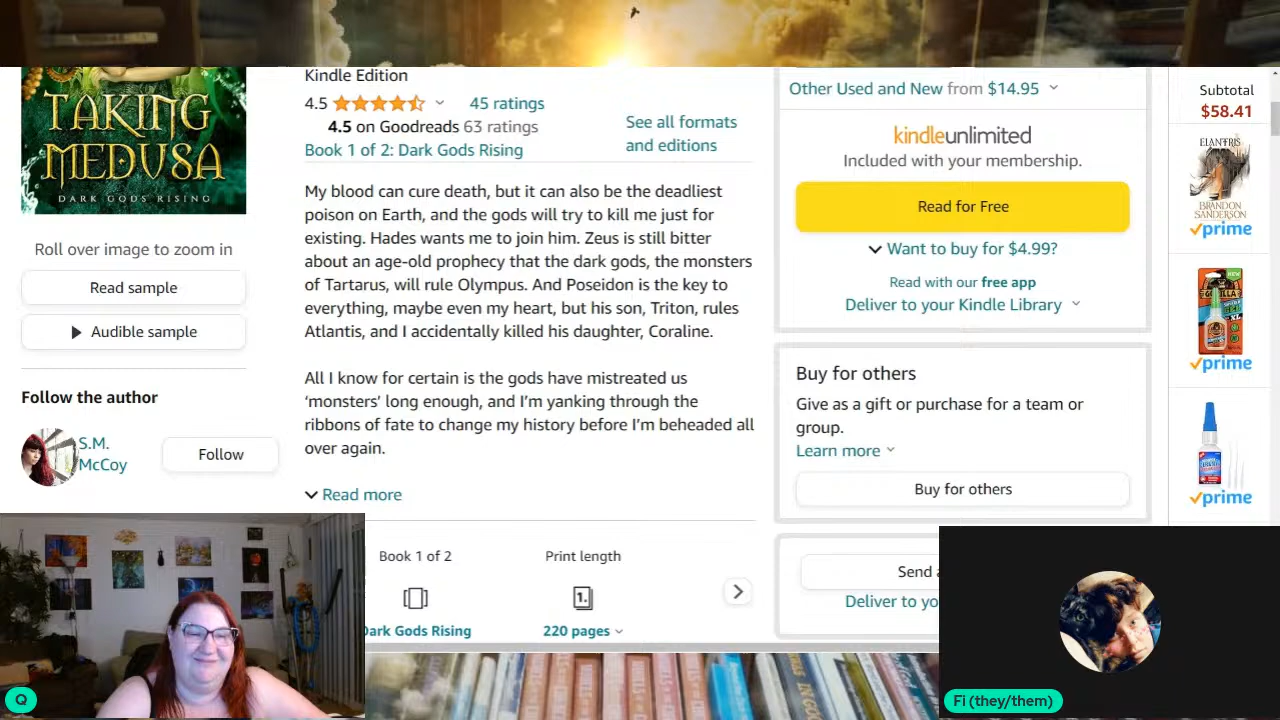 TAKING
MEDUSA
DARK GODS RISING
Roll over image to zoom in
Read sample
Audible sample
Follow the author
S.M.
McCoy
Follow
Kindle Edition
4.5
45 ratings
4.5 on Goodreads 63 ratings
Book 1 of 2: Dark Gods Rising
See all formats
and editions
My blood can cure death, but it can also be the deadliest
poison on Earth, and the gods will try to kill me just for
existing. Hades wants me to join him. Zeus is still bitter
about an age-old prophecy that the dark gods, the monsters
of Tartarus, will rule Olympus. And Poseidon is the key to
everything, maybe even my heart, but his son, Triton, rules
Atlantis, and I accidentally killed his daughter, Coraline.
All I know for certain is the gods have mistreated us
‘monsters’ long enough, and I’m yanking through the
ribbons of fate to change my history before I’m beheaded all
over again.
Read more
Book 1 of 2
Dark Gods Rising
Print length
1.
220 pages
Other Used and New from $14.95
kindleunlimited
Included with your membership.
Read for Free
Want to buy for $4.99?
Read with our free app
Deliver to your Kindle Library
Buy for others
Give as a gift or purchase for a team or
group.
Learn more
Buy for others
Send a
Deliver to yo
Subtotal
$58.41
ELANTRIS
BRANDON
SANDERSON
prime
GORILLA
prime
prime
Q
Fi (they/them)